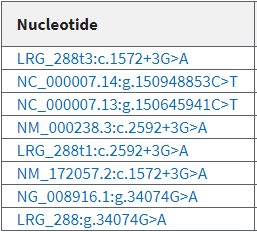 Nucleotide
LRG_288t3:c.1572+3G>A
NC_000007.14:g.150948853C>T
NC_000007.13:g.150645941C>T
NM_000238.3:c.2592+3G>A
LRG_288t1:c.2592+3G>A
NM_172057.2:c.1572+3G>A
NG_008916.1:g.34074G>A
LRG_288:g.34074G>A